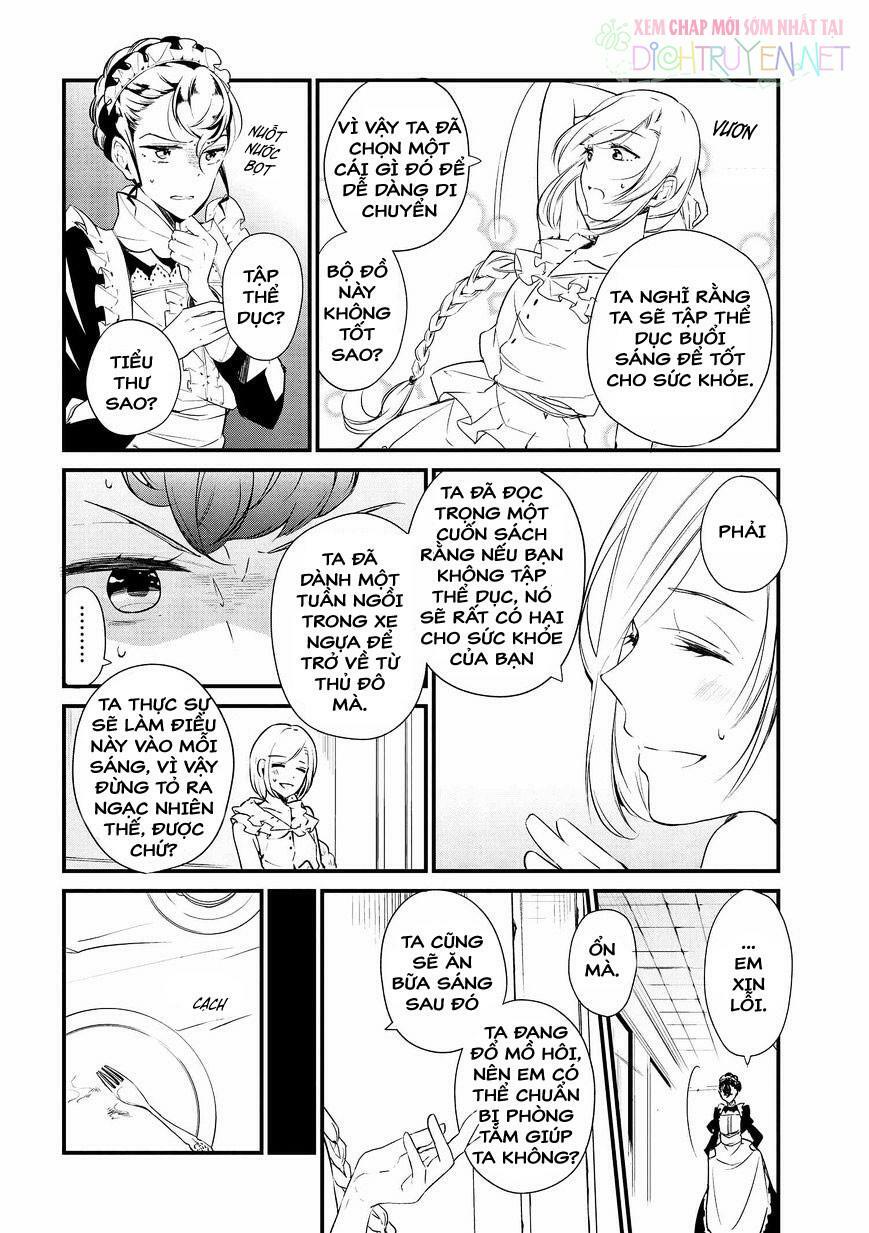 XEM CHAP MỚI SỚM NHẤT TẠI
DICHTRUYEN.NET
VƯƠN
TA NGHĨ RẰNG
TA SẼ TẬP THỂ
DỤC BUỔI
SÁNG ĐỂ TỐT
CHO SỨC KHỎE.
VÌ VẬY TA ĐÃ
CHỌN MỘT
CÁI GÌ ĐÓ ĐỂ
DỄ DÀNG DI
CHUYỂN
BỘ ĐỒ
NÀY
KHÔNG
TỐT
SAO?
NUỐT
NƯỚC
BỌT
TẬP
THỂ
DỤC?
TIỂU
THƯ
SAO?
PHẢI
TA ĐÃ ĐỌC
TRONG MỘT
CUỐN SÁCH
RẰNG NẾU BẠN
KHÔNG TẬP
THỂ DỤC, NÓ
SẼ RẤT CÓ HẠI
CHO SỨC KHỎE
CỦA BẠN
TA ĐÃ
DÀNH MỘT
TUẦN NGỒI
TRONG XE
NGỰA ĐỂ
TRỞ VỀ TỪ
THỦ ĐÔ
MÀ.
.........
TA THỰC SỰ
SẼ LÀM ĐIỀU
NÀY VÀO MỖI
SÁNG, VÌ VẬY
ĐỪNG TỎ RA
NGẠC NHIÊN
THẾ, ĐƯỢC
CHỨ?
...
EM
XIN
LỖI.
ỔN
MÀ.
TA CŨNG
SẼ ĂN
BỮA SÁNG
SAU ĐÓ
TA ĐANG
ĐỔ MỒ HÔI,
NÊN EM CÓ
THỂ CHUẨN
BỊ PHÒNG
TẮM GIÚP
TA KHÔNG?
CẠCH